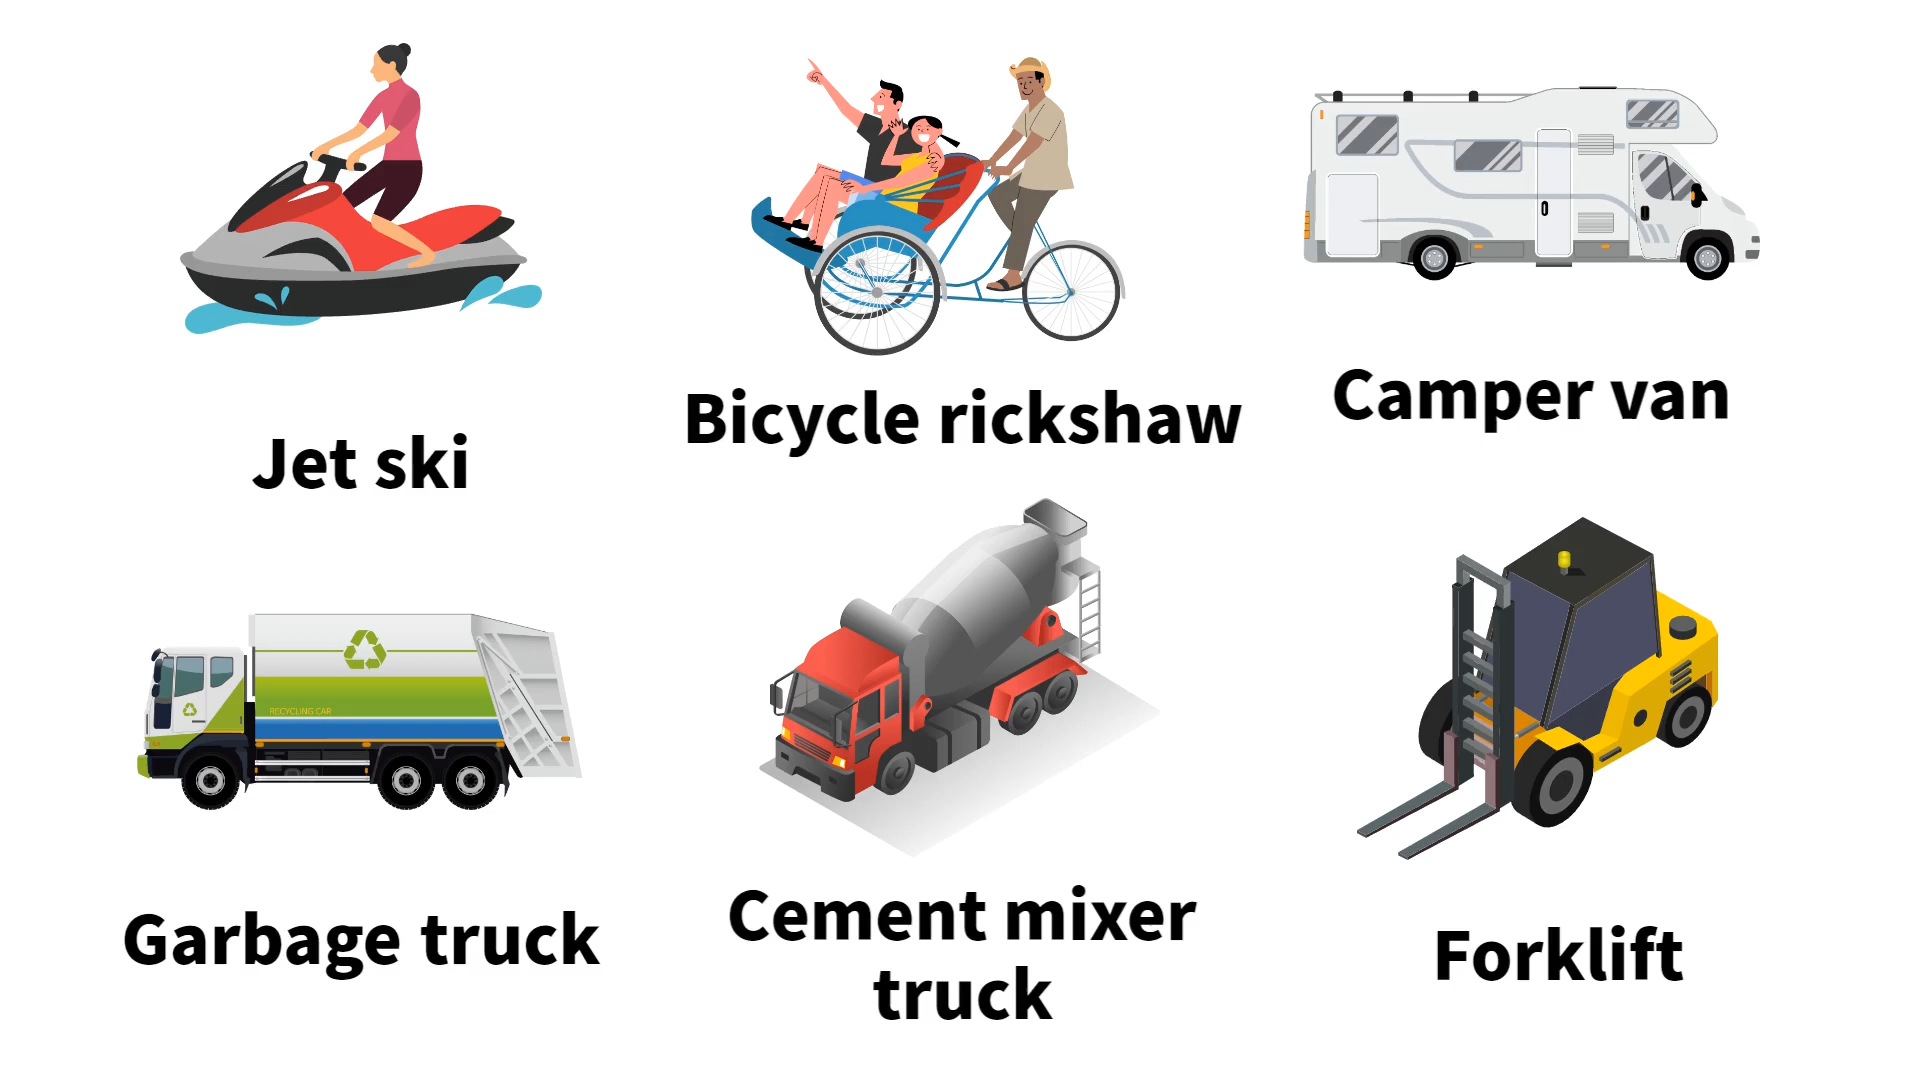 Jet ski
Bicycle rickshaw
Camper van
RECYCLING CAR
Garbage truck
Cement mixer
truck
Forklift